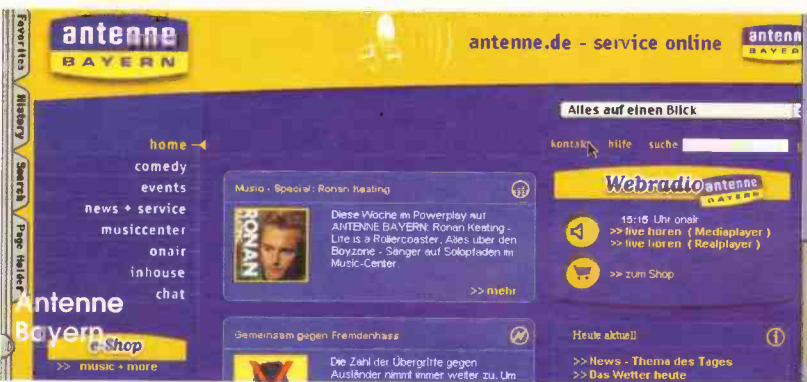 Favorites
History
Search
Page Holder
antenne
BAYERN
antenne.de - service online
antenn
BAYER
Alles auf einen Blick
kontakt hilfe suche
home
comedy
events
news + service
musiccenter
onair
inhouse
chat
Antenne
Bayern
e-Shop
>> music + more
Music - Special: Ronan Keating
RONAN
Diese Woche im Powerplay auf
ANTENNE BAYERN: Ronan Keating -
Life is a Rollercoaster, Alles über den
Boyzone - Sänger auf Solopfaden im
Music-Center.
>> mehr
Gemeinsam gegen Fremdenhass
Die Zahl der Übergriffe gegen
Ausländer nimmt immer weiter zu. Um
Webradio antenne
BAYERN
15:15 Uhr onair
>> live hören ( Mediaplayer )
>> live hören ( Realplayer )
>> zum Shop
Heute aktuell
>> News - Thema des Tages
>> Das Wetter heute